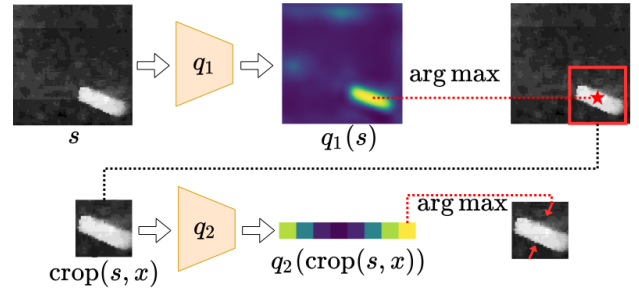 q₁
arg max
s
q₁(s)
q₂
arg max
crop(s, x)
q₂(crop(s, x))